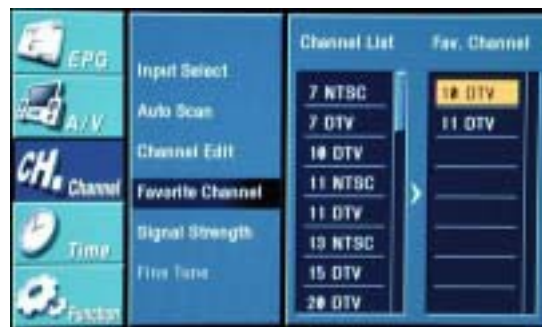 EPG
A/V
CH. Channel
Time
Function
Input Select
Auto Scan
Channel Edit
Favorite Channel
Signal Strength
Fine Tune
Channel List
7 NTSC
7 DTV
10 DTV
11 NTSC
11 DTV
13 NTSC
15 DTV
20 DTV
Fav. Channel
10 DTV
11 DTV